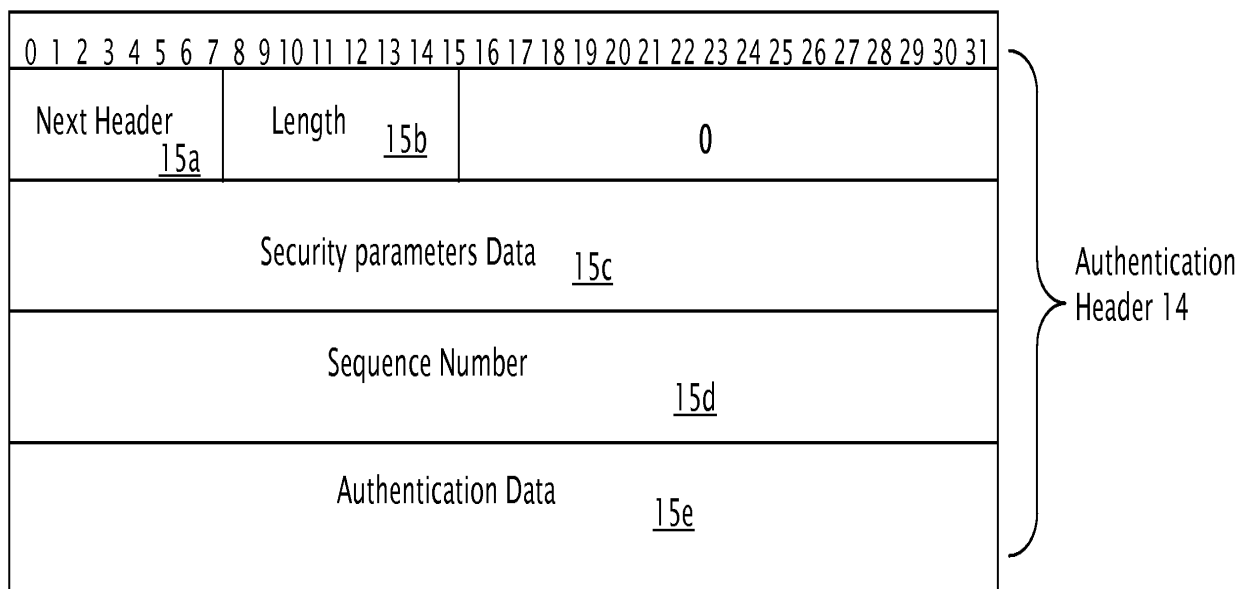 0 1 2 3 4 5 6 7 8 9 10 11 12 13 14 15 16 17 18 19 20 21 22 23 24 25 26 27 28 29 30 31
Next Header 15a
Length 15b
0
Security parameters Data 15c
Sequence Number 15d
Authentication Data 15e
Authentication
Header 14